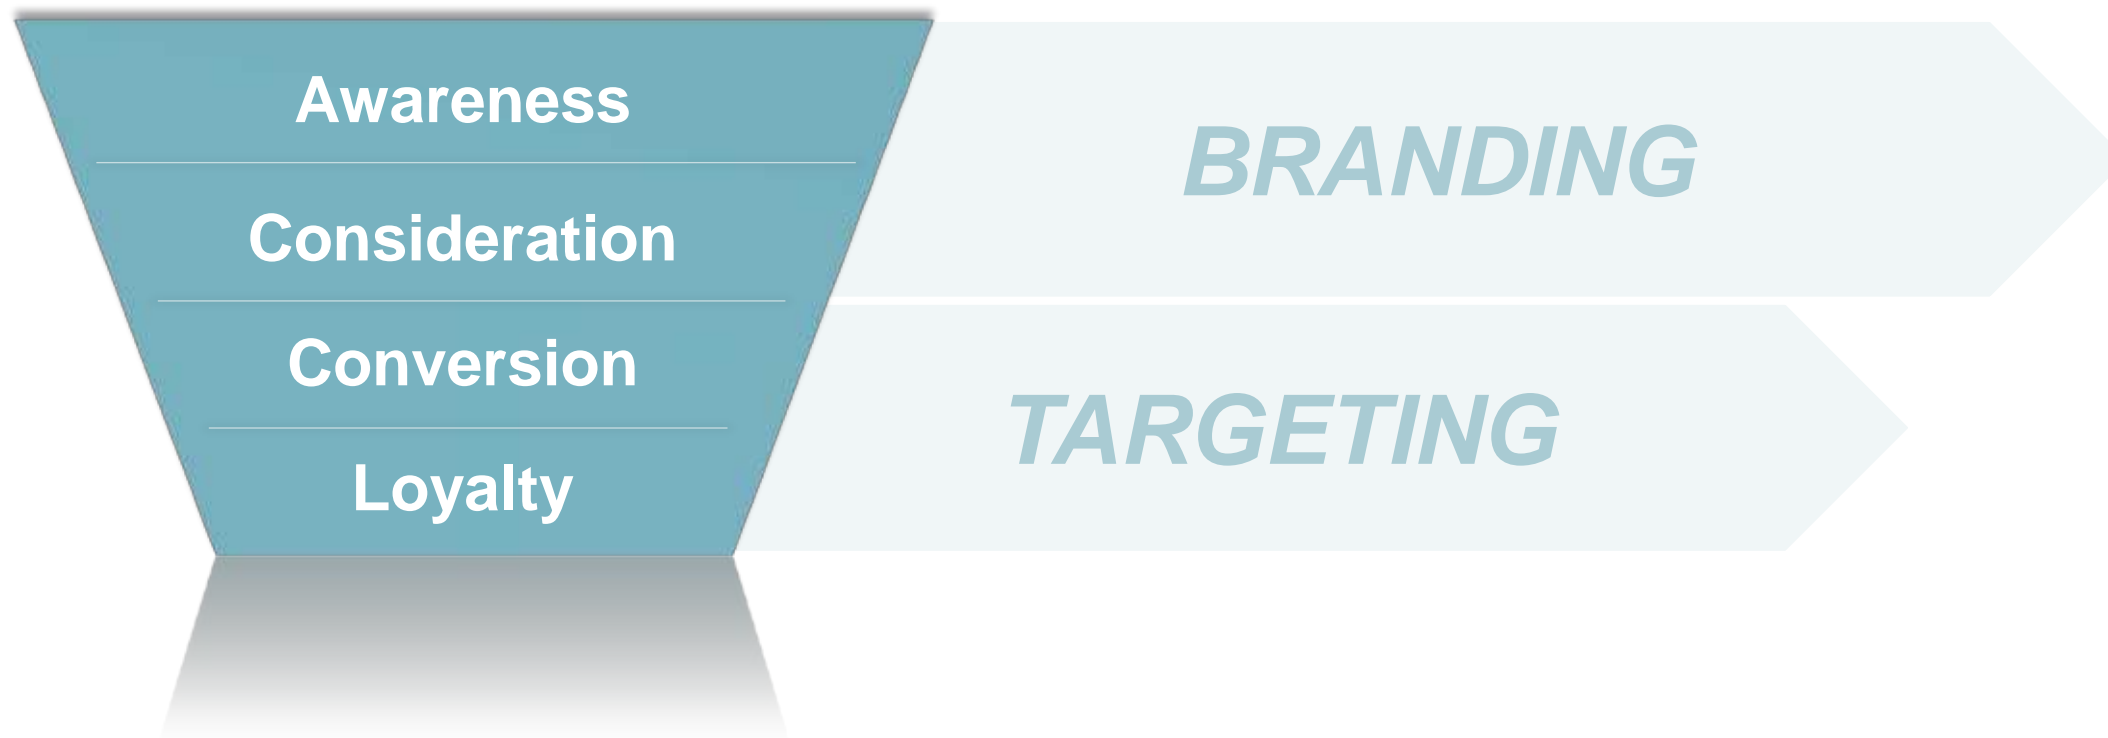 Awareness
Consideration
Conversion
Loyalty
BRANDING
TARGETING